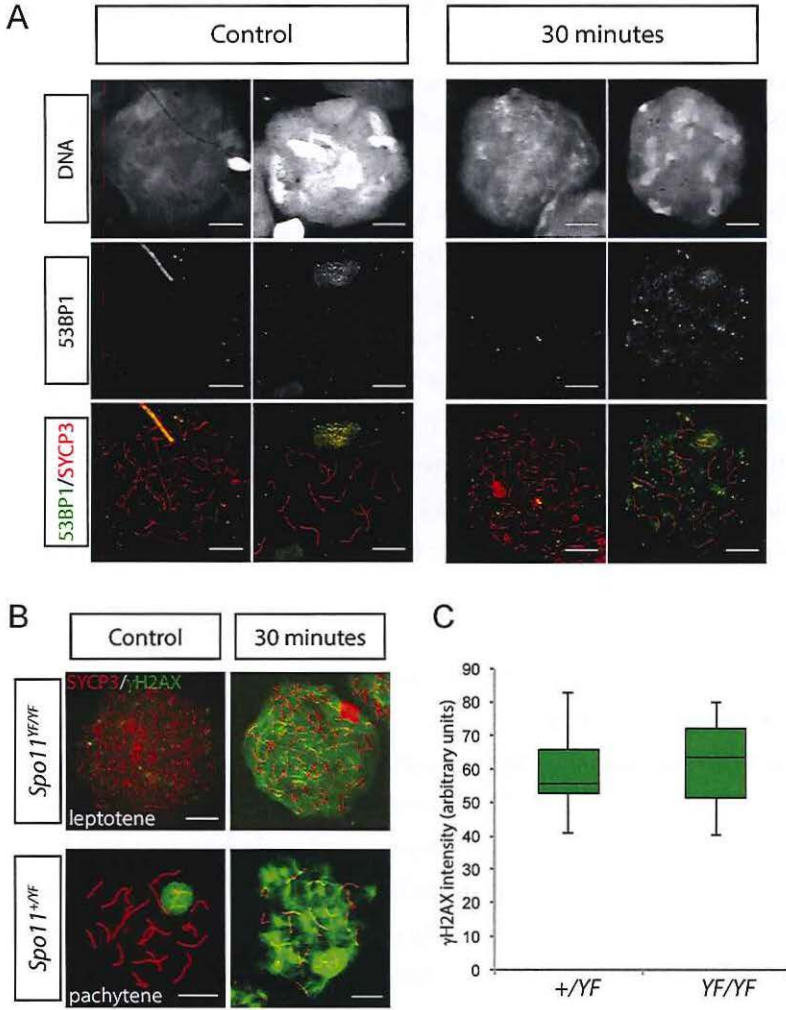 A
Control
30 minutes
DNA
53BP1
53BP1/SYCP3
B
Control
30 minutes
Spo11YF/YF
SYCP3/γH2AX
leptotene
Spo11+/YF
pachytene
C
γH2AX intensity (arbitrary units)
90
80
70
60
50
40
30
20
10
0
+/YF
YF/YF